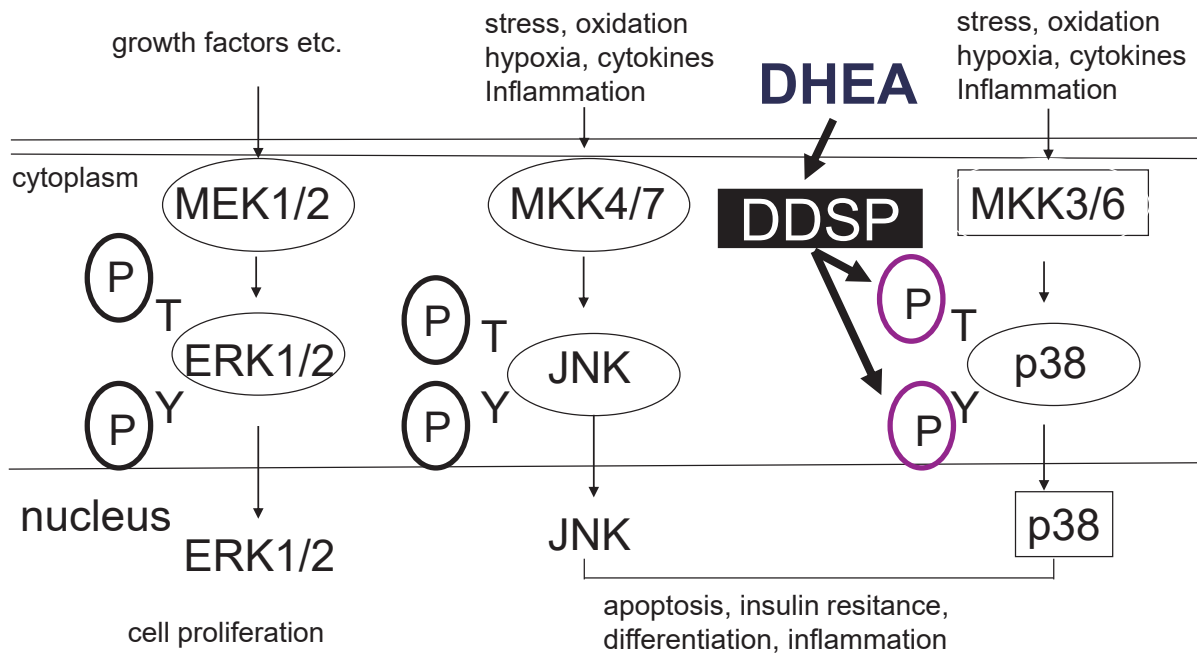 growth factors etc.
stress, oxidation
hypoxia, cytokines
Inflammation
DHEA
stress, oxidation
hypoxia, cytokines
Inflammation
cytoplasm
MEK1/2
MKK4/7
DDSP
MKK3/6
P
T
ERK1/2
P
Y
P
T
JNK
P
Y
P
T
p38
P
Y
nucleus
ERK1/2
JNK
p38
cell proliferation
apoptosis, insulin resitance,
differentiation, inflammation